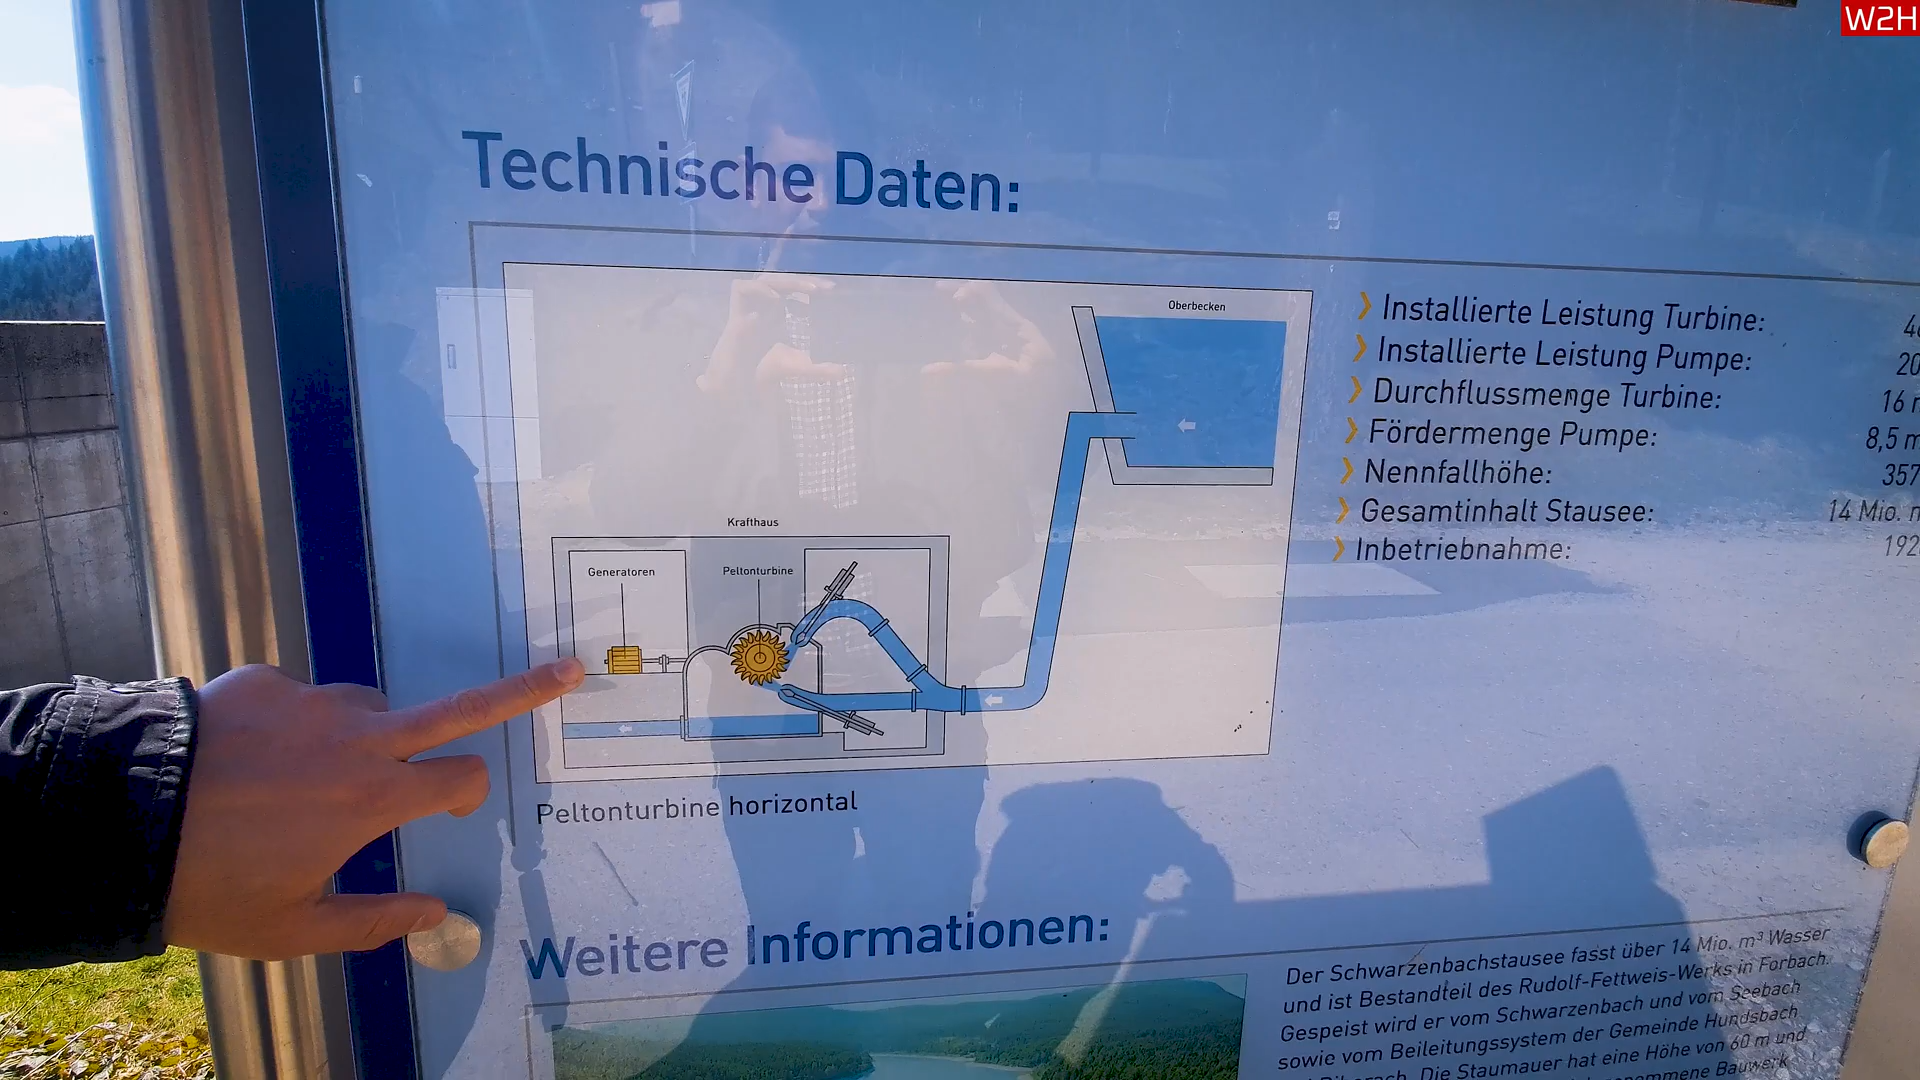 W2H
Technische Daten:
Oberbecken
Krafthaus
Generatoren
Peltonturbine
Peltonturbine horizontal
› Installierte Leistung Turbine:
› Installierte Leistung Pumpe: 20
› Durchflussmenge Turbine: 16
› Fördermenge Pumpe: 8,5 m
› Nennfallhöhe: 357
› Gesamtinhalt Stausee: 14 Mio.
› Inbetriebnahme: 192
Weitere Informationen:
Der Schwarzenbachstausee fasst über 14 Mio. m³ Wasser
und ist Bestandteil des Rudolf-Fettweis-Werks in Forbach.
Gespeist wird er vom Schwarzenbach und vom Seebach
sowie vom Beileitungssystem der Gemeinde Hundsbach
Die Staumauer hat eine Höhe von 60 m und
Bauwerk